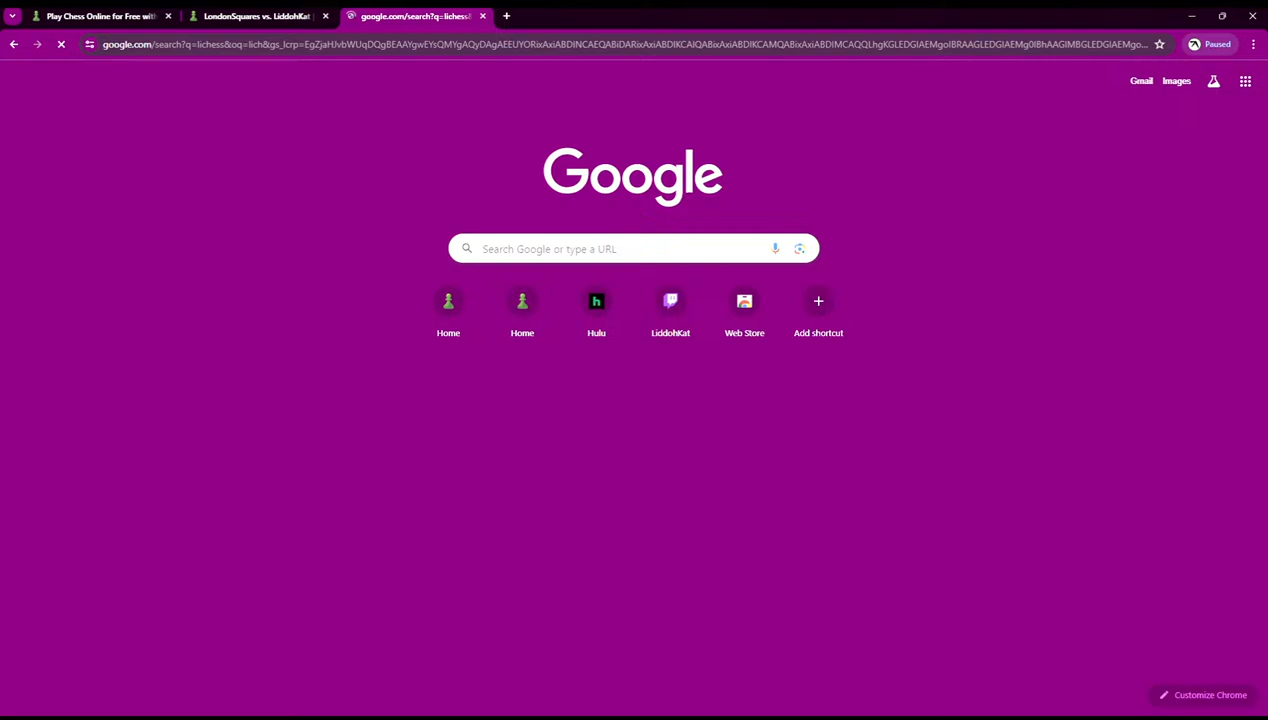 Play Chess Online for Free with
LondonSquares vs. LiddohKat
google.com/search?q=lichess&
google.com/search?q=lichess&oq=lich&gs_lcrp=
Paused
Gmail
Images
Google
Search Google or type a URL
h
Home
Home
Hulu
LiddohKat
Web Store
Add shortcut
Customize Chrome